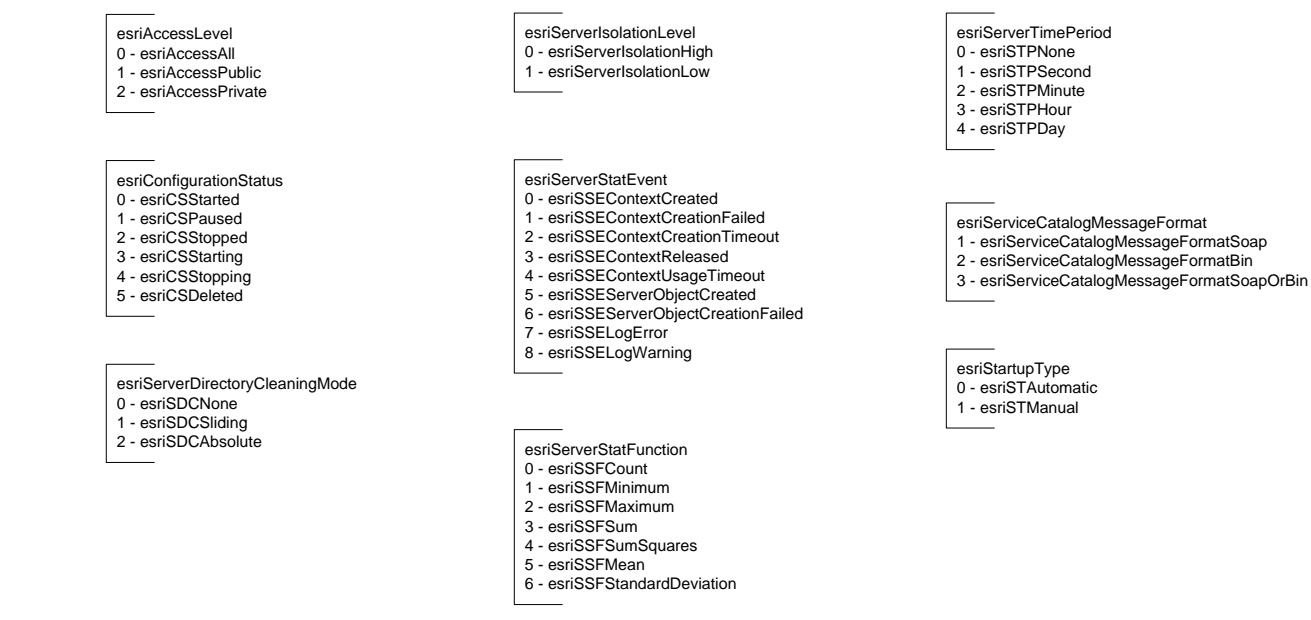 esriAccessLevel
0 - esriAccessAll
1 - esriAccessPublic
2 - esriAccessPrivate
esriConfigurationStatus
0 - esriCSStarted
1 - esriCSPaused
2 - esriCSStopped
3 - esriCSStarting
4 - esriCSStopping
5 - esriCSDeleted
esriServerDirectoryCleaningMode
0 - esriSDCNone
1 - esriSDCSliding
2 - esriSDCAbsolute
esriServerIsolationLevel
0 - esriServerIsolationHigh
1 - esriServerIsolationLow
esriServerStatEvent
0 - esriSSEContextCreated
1 - esriSSEContextCreationFailed
2 - esriSSEContextCreationTimeout
3 - esriSSEContextReleased
4 - esriSSEContextUsageTimeout
5 - esriSSEServerObjectCreated
6 - esriSSEServerObjectCreationFailed
7 - esriSSELogError
8 - esriSSELogWarning
esriServerStatFunction
0 - esriSSFCount
1 - esriSSFMinimum
2 - esriSSFMaximum
3 - esriSSFSum
4 - esriSSFSumSquares
5 - esriSSFMean
6 - esriSSFStandardDeviation
esriServerTimePeriod
0 - esriSTPNone
1 - esriSTPSecond
2 - esriSTPMinute
3 - esriSTPHour
4 - esriSTPDay
esriServiceCatalogMessageFormat
1 - esriServiceCatalogMessageFormatSoap
2 - esriServiceCatalogMessageFormatBin
3 - esriServiceCatalogMessageFormatSoapOrBin
esriStartupType
0 - esriSTAutomatic
1 - esriSTManual